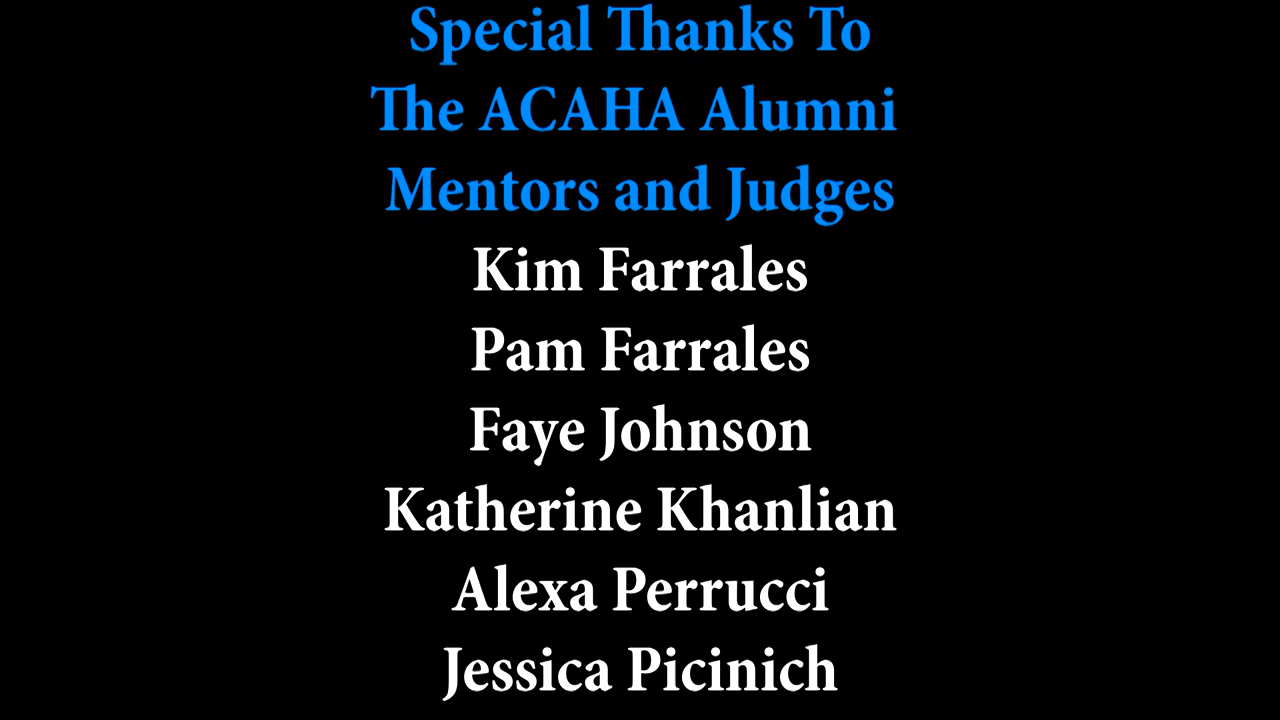 Special Thanks To
The ACAHA Alumni
Mentors and Judges
Kim Farrales
Pam Farrales
Faye Johnson
Katherine Khanlian
Alexa Perrucci
Jessica Picinich